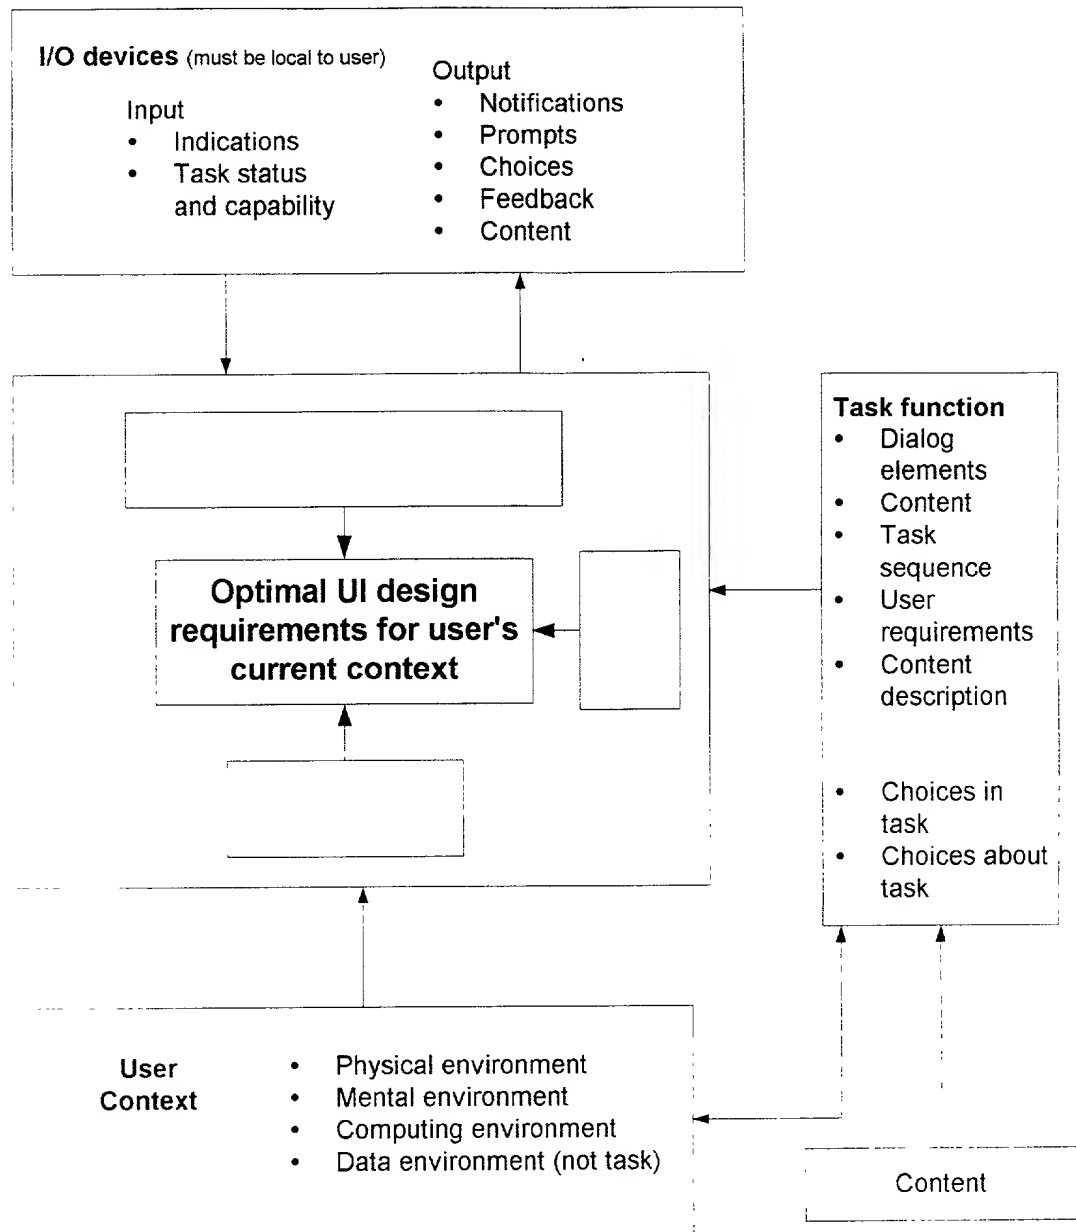 I/O devices (must be local to user)
Input
• Indications
• Task status
and capability
Output
• Notifications
• Prompts
• Choices
• Feedback
• Content
Optimal UI design
requirements for user's
current context
Task function
• Dialog
elements
• Content
• Task
sequence
• User
requirements
• Content
description
• Choices in
task
• Choices about
task
User
Context
• Physical environment
• Mental environment
• Computing environment
• Data environment (not task)
Content